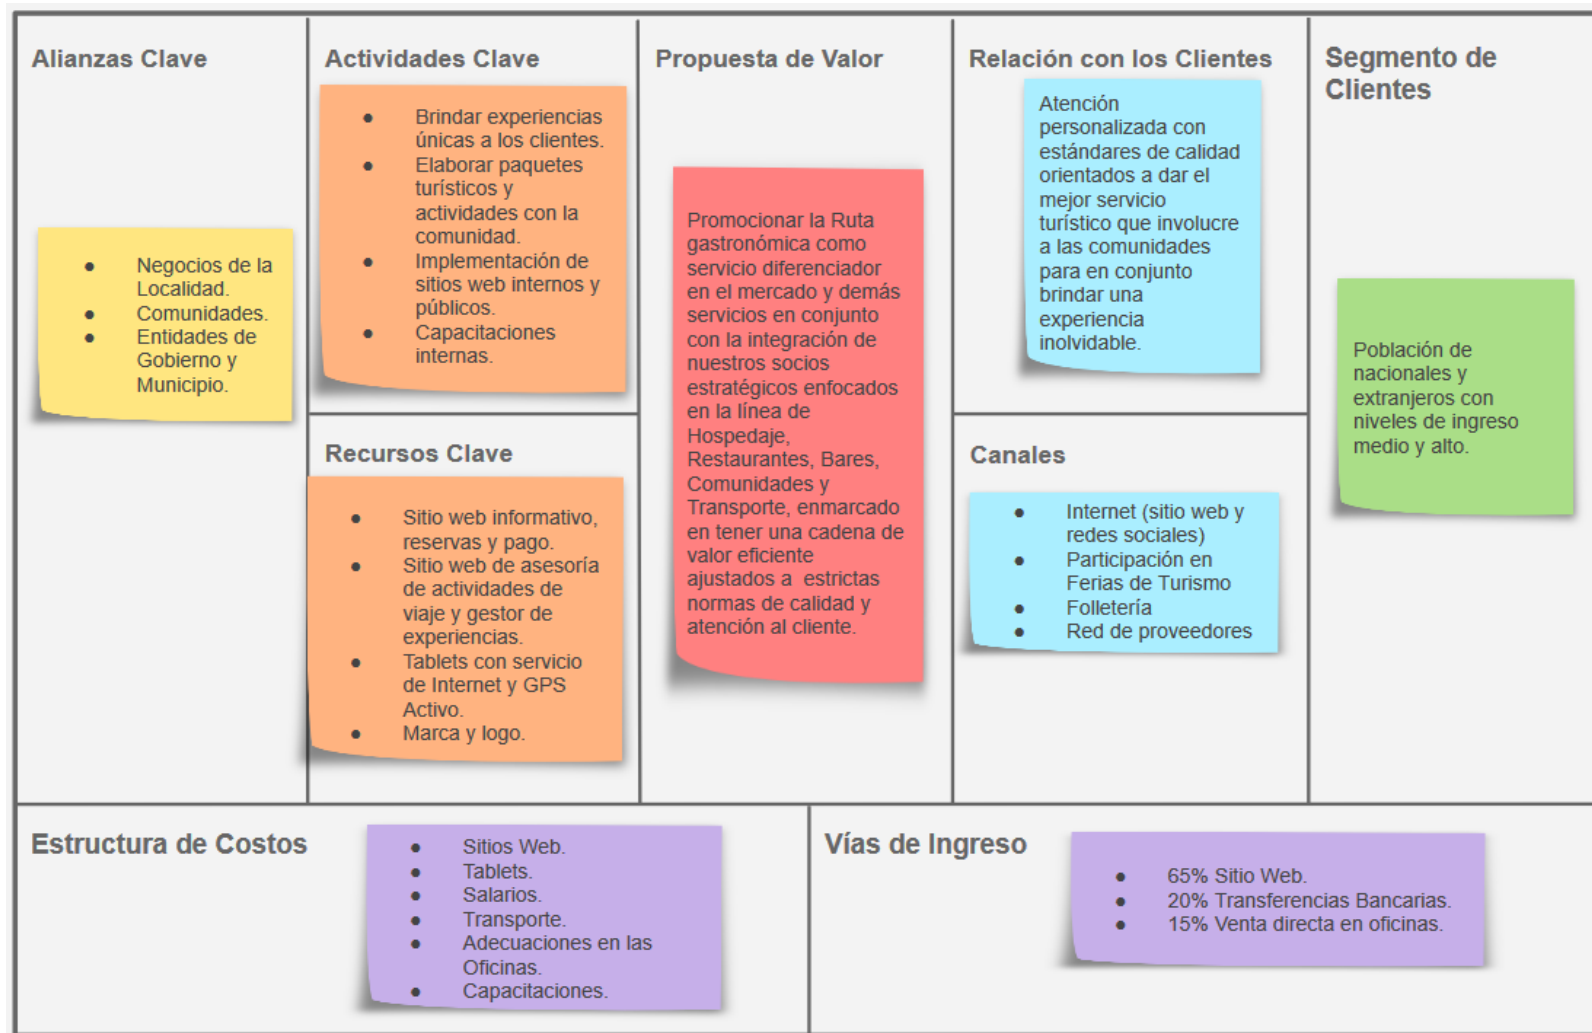 Alianzas Clave
● Negocios de la
Localidad.
● Comunidades.
● Entidades de
Gobierno y
Municipio.
Actividades Clave
● Brindar experiencias
únicas a los clientes.
● Elaborar paquetes
turísticos y
actividades con la
comunidad.
● Implementación de
sitios web internos y
públicos.
● Capacitaciones
internas.
Recursos Clave
● Sitio web informativo,
reservas y pago.
● Sitio web de asesoría
de actividades de
viaje y gestor de
experiencias.
● Tablets con servicio
de Internet y GPS
Activo.
● Marca y logo.
Propuesta de Valor
Promocionar la Ruta
gastronómica como
servicio diferenciador
en el mercado y demás
servicios en conjunto
con la integración de
nuestros socios
estratégicos enfocados
en la línea de
Hospedaje,
Restaurantes, Bares,
Comunidades y
Transporte, enmarcado
en tener una cadena de
valor eficiente
ajustados a estrictas
normas de calidad y
atención al cliente.
Relación con los Clientes
Atención
personalizada con
estándares de calidad
orientados a dar el
mejor servicio
turístico que involucre
a las comunidades
para en conjunto
brindar una
experiencia
inolvidable.
Canales
● Internet (sitio web y
redes sociales)
● Participación en
Ferias de Turismo
● Folletería
● Red de proveedores
Segmento de
Clientes
Población de
nacionales y
extranjeros con
niveles de ingreso
medio y alto.
Estructura de Costos
● Sitios Web.
● Tablets.
● Salarios.
● Transporte.
● Adecuaciones en las
Oficinas.
● Capacitaciones.
Vías de Ingreso
● 65% Sitio Web.
● 20% Transferencias Bancarias.
● 15% Venta directa en oficinas.